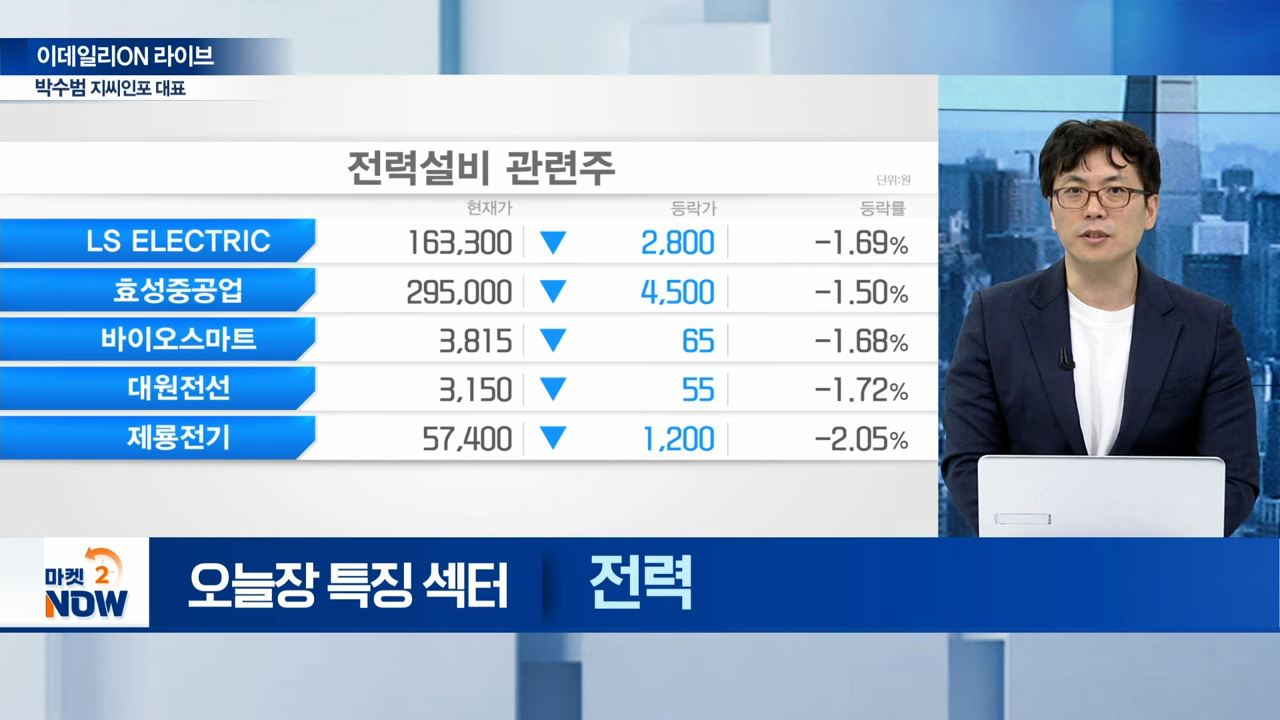 이데일리ON 라이브
박수범 지씨인포 대표
전력설비 관련주
단위:원
현재가 등락가 등락률
LS ELECTRIC 163,300 ▼ 2,800 -1.69%
효성중공업 295,000 ▼ 4,500 -1.50%
바이오스마트 3,815 ▼ 65 -1.68%
대원전선 3,150 ▼ 55 -1.72%
제룡전기 57,400 ▼ 1,200 -2.05%
마켓 2
NOW
오늘장 특징 섹터 전력